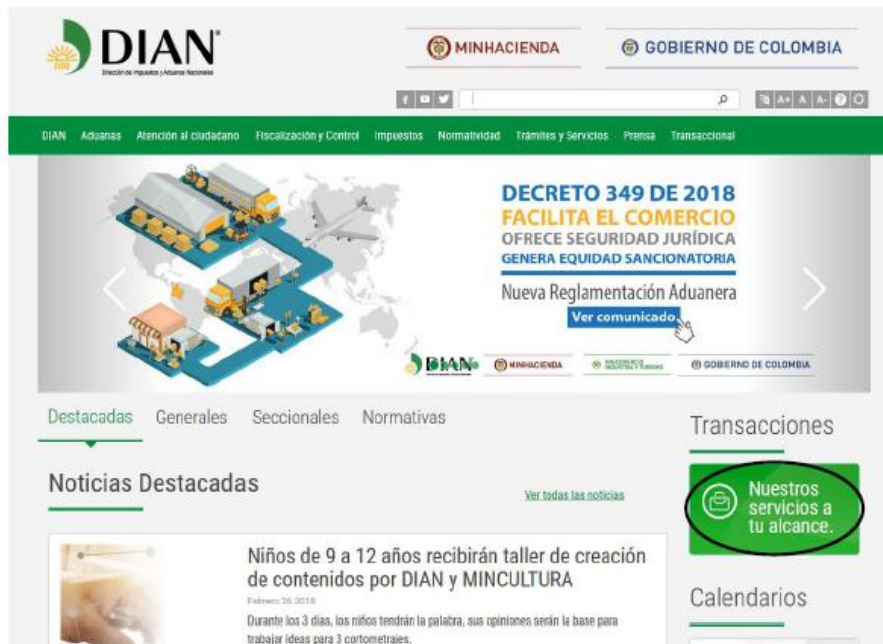 DIAN
Dirección de Impuestos y Aduanas Nacionales
MINHACIENDA
GOBIERNO DE COLOMBIA
A+ A A-
DIAN Aduanas Atención al ciudadano Fiscalización y Control Impuestos Normatividad Trámites y Servicios Prensa Transaccional
DECRETO 349 DE 2018
FACILITA EL COMERCIO
OFRECE SEGURIDAD JURÍDICA
GENERA EQUIDAD SANCIONATORIA
Nueva Reglamentación Aduanera
Ver comunicado
DIAN MINHACIENDA GOBIERNO DE COLOMBIA
Destacadas Generales Seccionales Normativas
Transacciones
Nuestros
servicios a
tu alcance.
Noticias Destacadas
Ver todas las noticias
Niños de 9 a 12 años recibirán taller de creación
de contenidos por DIAN y MINCULTURA
Febrero 26 2018
Durante los 3 días, los niños tendrán la palabra, sus opiniones serán la base para
trabajar ideas para 3 cortometrajes.
Calendarios